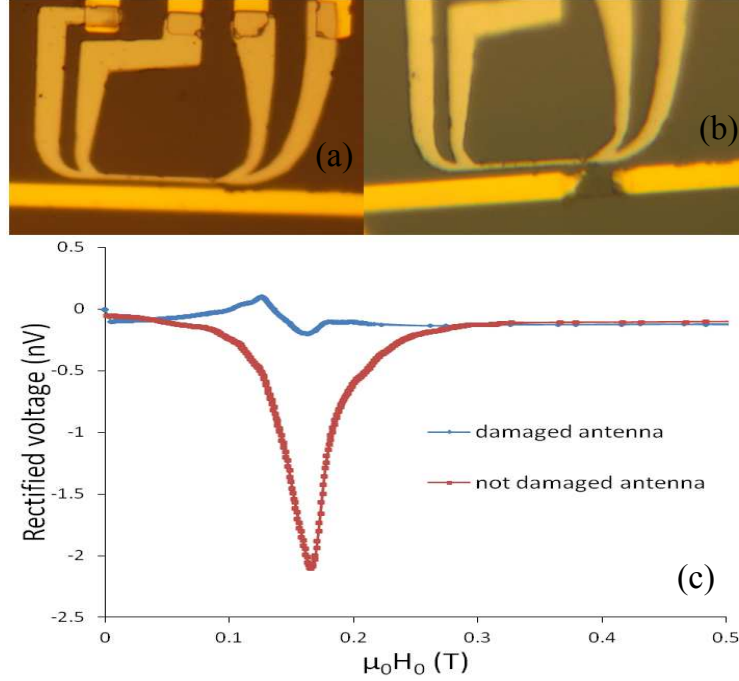 (a)
(b)
0.5
0
-0.5
-1
-1.5
-2
-2.5
Rectified voltage (nV)
damaged antenna
not damaged antenna
(c)
0
0.1
0.2
0.3
0.4
0.5
μ₀H₀ (T)